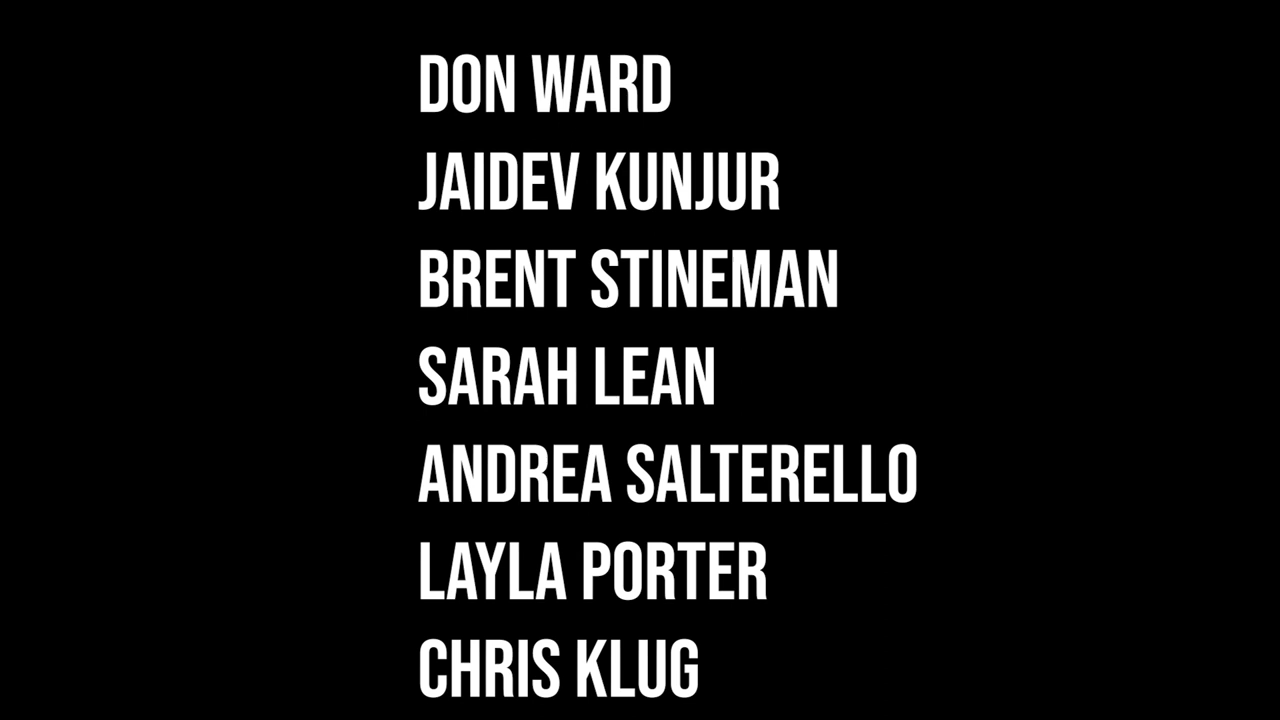 DON WARD
JAIDEV KUNJUR
BRENT STINEMAN
SARAH LEAN
ANDREA SALTERELLO
LAYLA PORTER
CHRIS KLUG